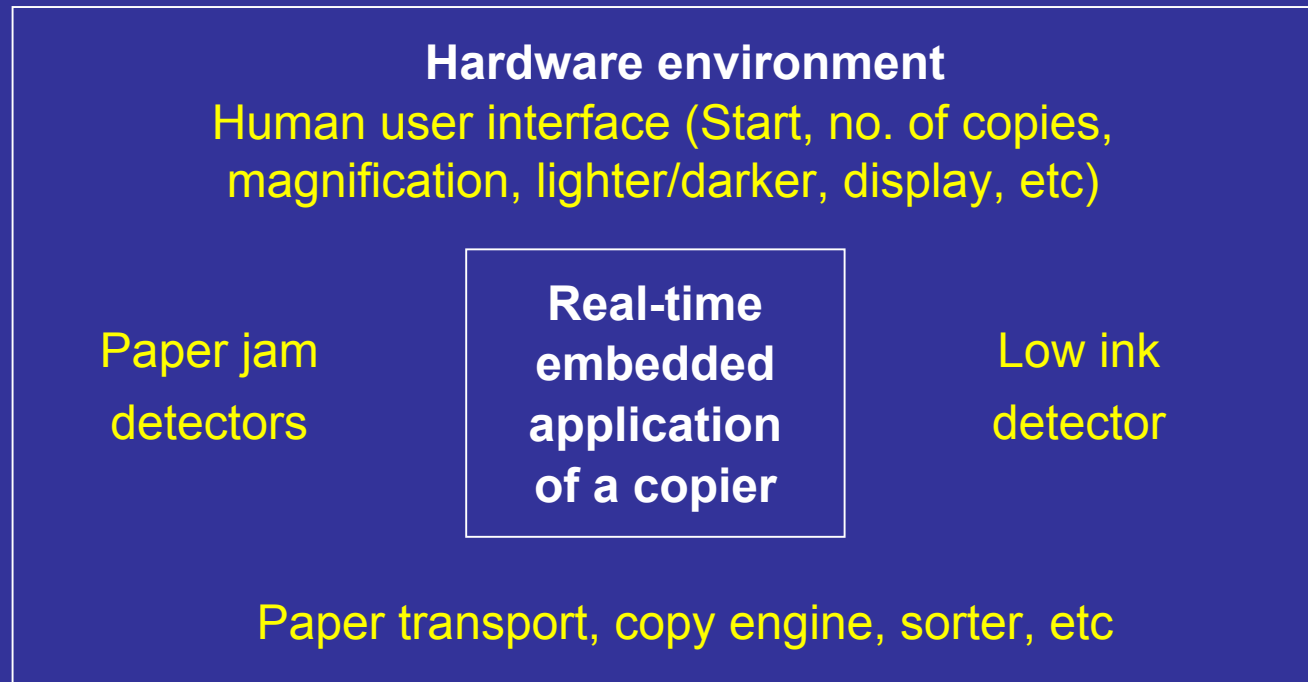 Hardware environment
Human user interface (Start, no. of copies,
magnification, lighter/darker, display, etc)
Paper jam
detectors
Real-time
embedded
application
of a copier
Low ink
detector
Paper transport, copy engine, sorter, etc